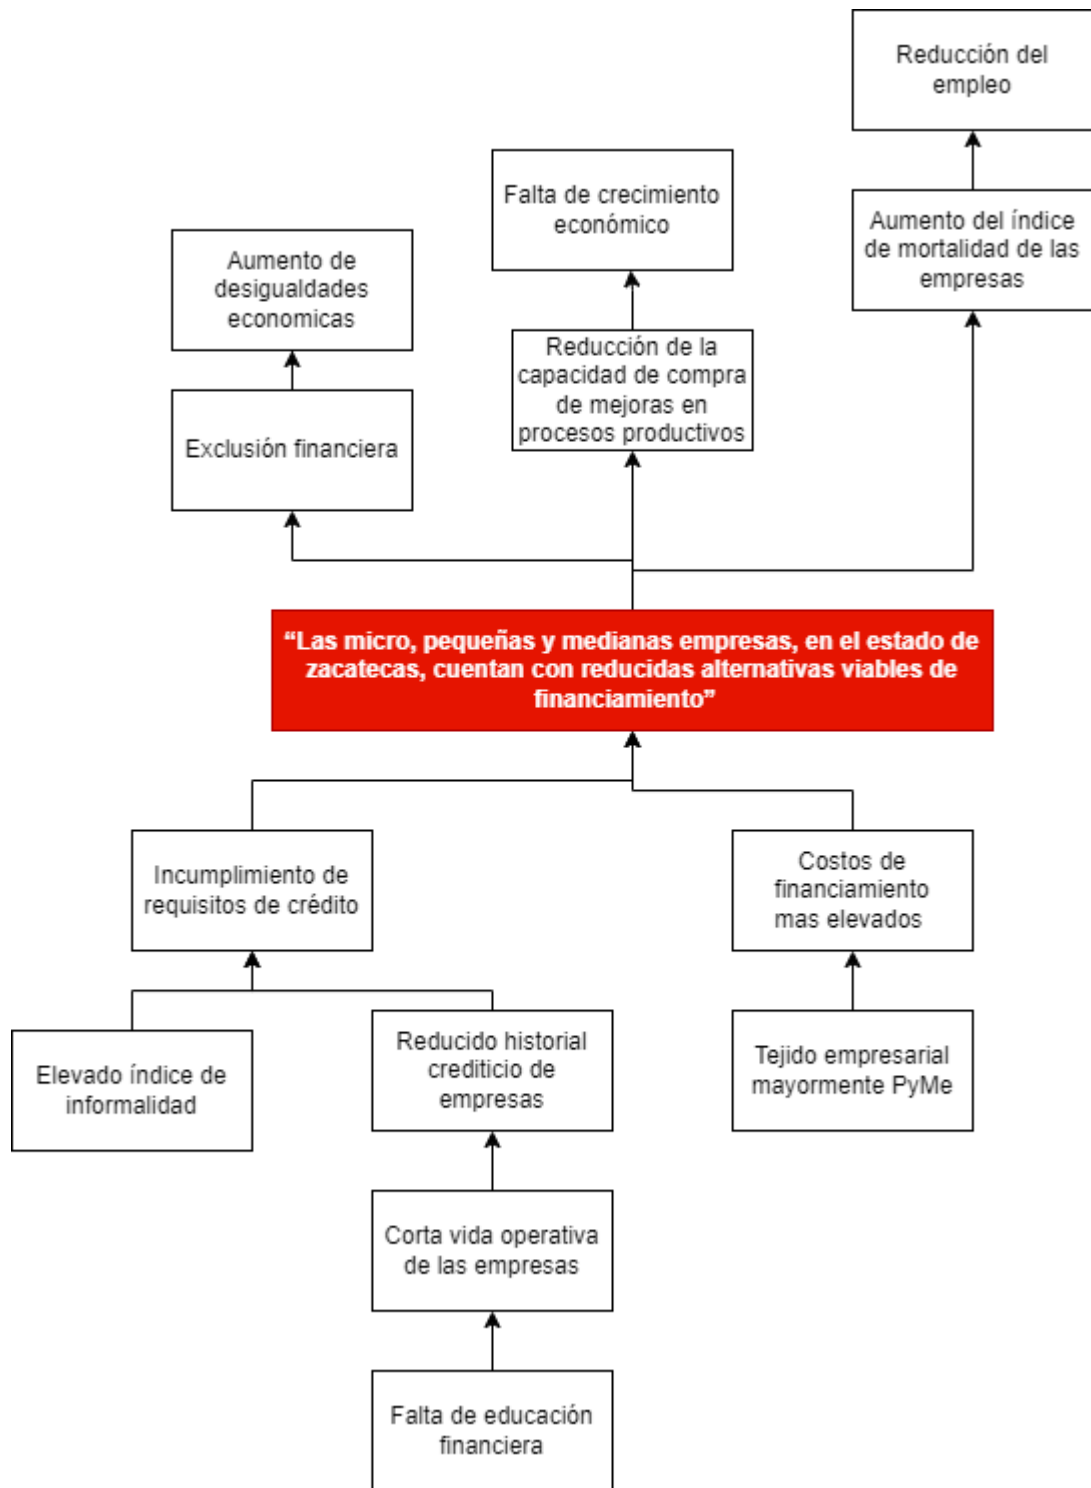 Reducción del
empleo
Falta de crecimiento
económico
Aumento del índice
de mortalidad de las
empresas
Aumento de
desigualdades
economicas
Reducción de la
capacidad de compra
de mejoras en
procesos productivos
Exclusión financiera
“Las micro, pequeñas y medianas empresas, en el estado de
zacatecas, cuentan con reducidas alternativas viables de
financiamiento”
Incumplimiento de
requisitos de crédito
Costos de
financiamiento
mas elevados
Elevado índice de
informalidad
Reducido historial
crediticio de
empresas
Tejido empresarial
mayormente PyMe
Corta vida operativa
de las empresas
Falta de educación
financiera